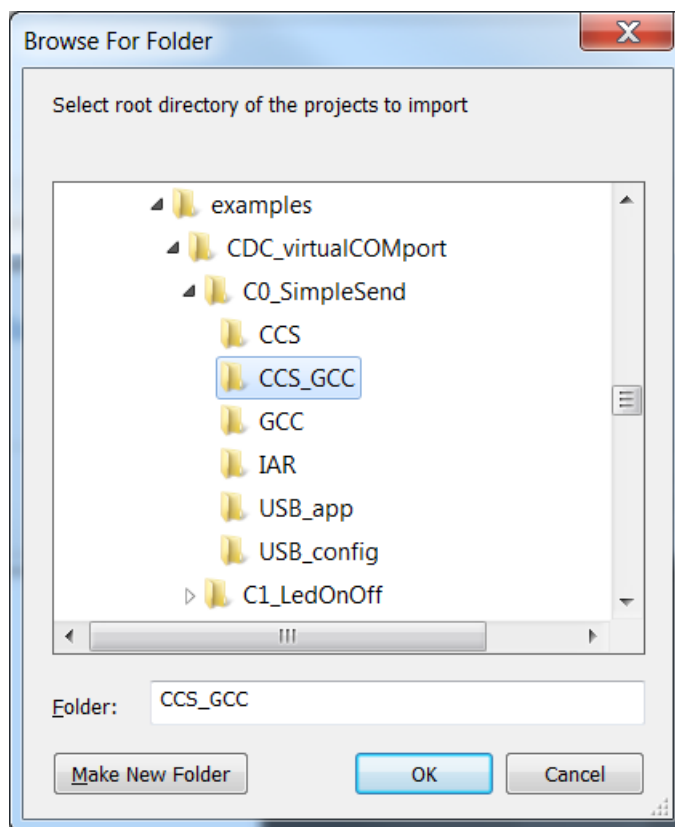 Browse For Folder
X
Select root directory of the projects to import
examples
CDC_virtualCOMport
C0_SimpleSend
CCS
CCS_GCC
GCC
IAR
USB_app
USB_config
C1_LedOnOff
Folder: CCS_GCC
Make New Folder OK Cancel